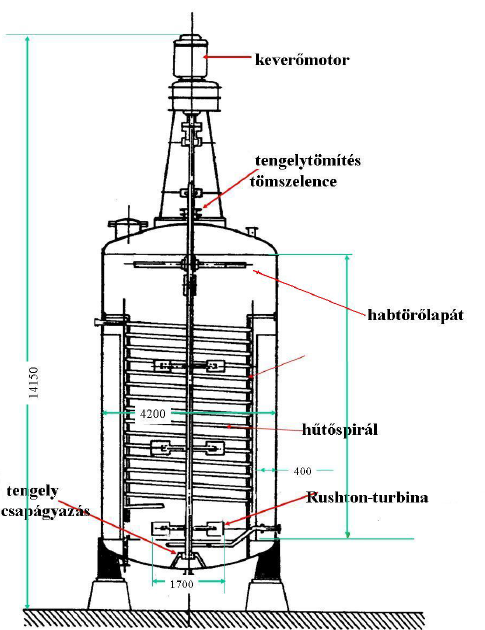 keverőmotor
tengelytömítés
tömszelence
habtörőlapát
14150
4200
hűtőspirál
400
tengely
csapágyazás
Rushton-turbina
1700